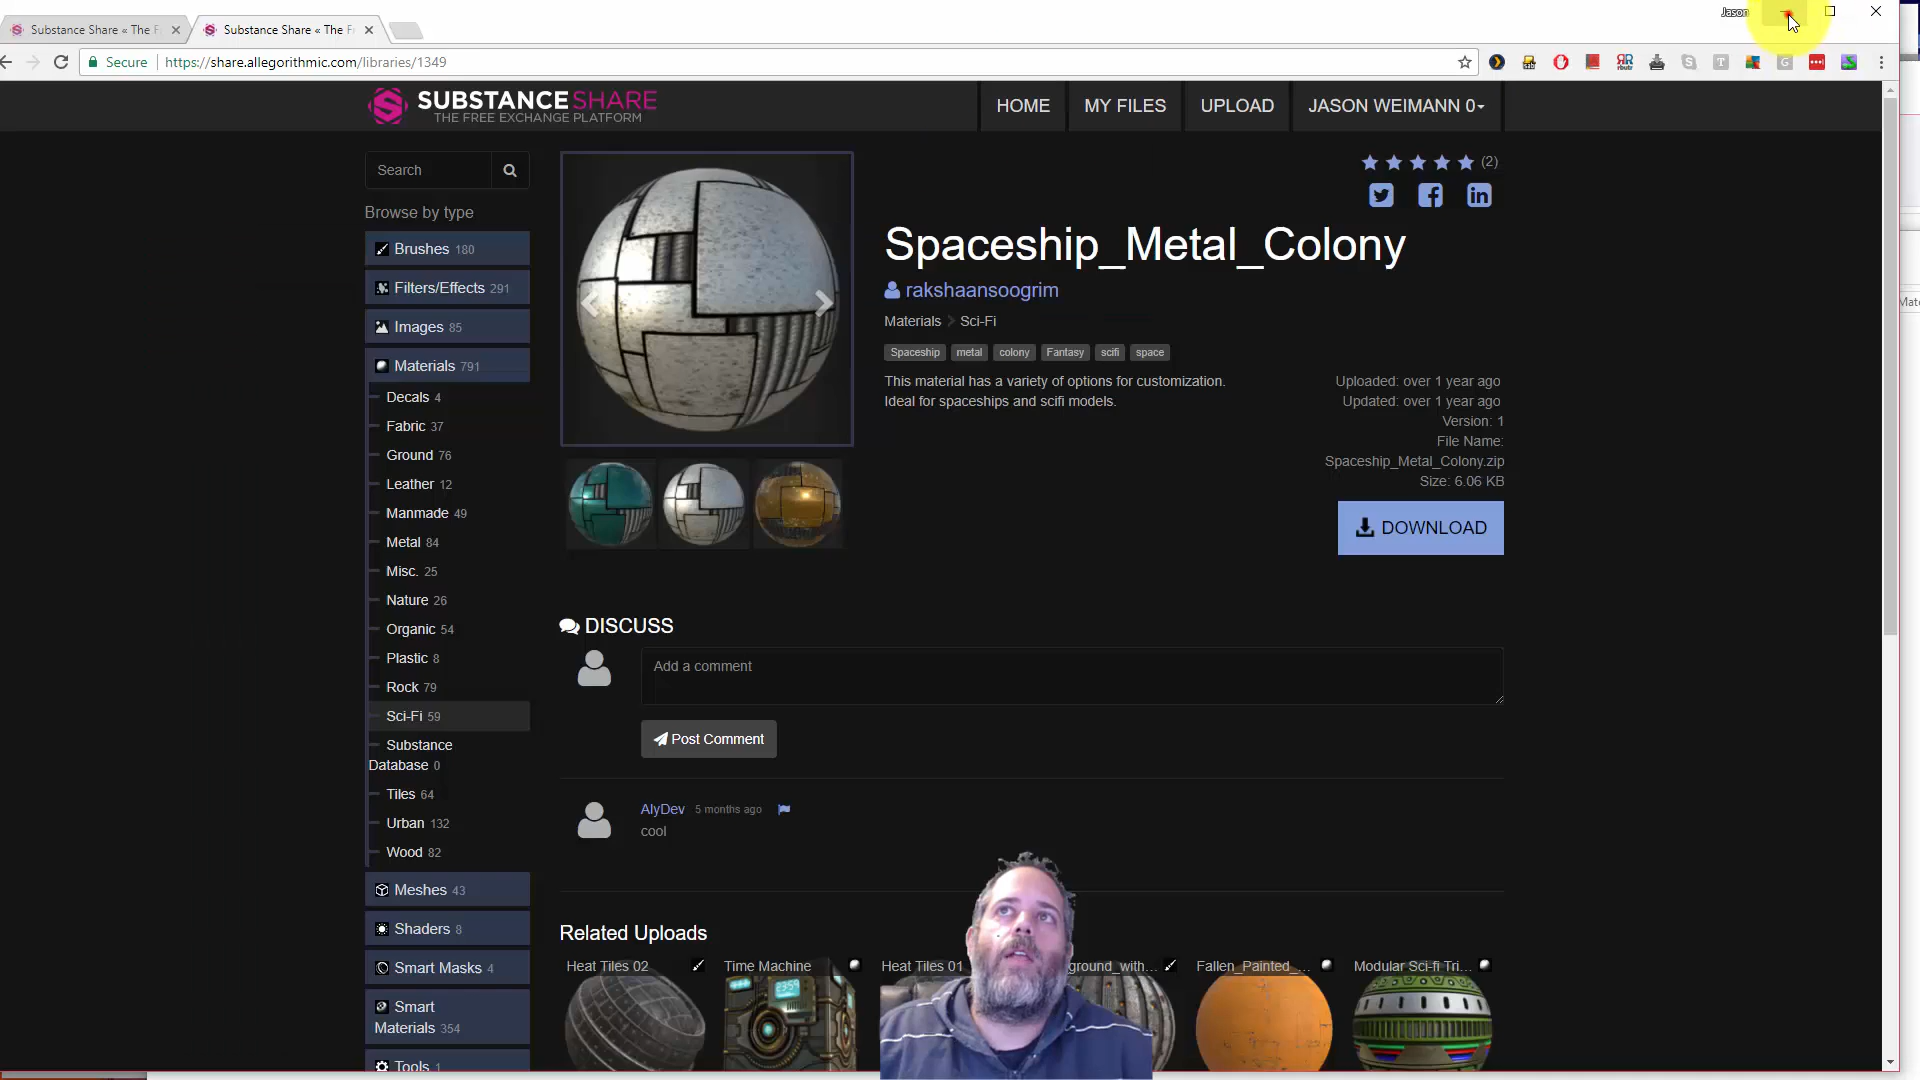 Jason
Substance Share « The F
Substance Share « The F
Secure
https://share.allegorithmic.com/libraries/1349
SUBSTANCE SHARE
THE FREE EXCHANGE PLATFORM
HOME
MY FILES
UPLOAD
JASON WEIMANN 0
Search
Browse by type
Brushes 180
Filters/Effects 291
Images 85
Materials 791
Decals 4
Fabric 37
Ground 76
Leather 12
Manmade 49
Metal 84
Misc. 25
Nature 26
Organic 54
Plastic 8
Rock 79
Sci-Fi 59
Substance
Database 0
Tiles 64
Urban 132
Wood 82
Meshes 43
Shaders 8
Smart Masks 4
Smart
Materials 354
Tools 1
(2)
Spaceship_Metal_Colony
rakshaansoogrim
Materials > Sci-Fi
Spaceship metal colony Fantasy scifi space
This material has a variety of options for customization.
Ideal for spaceships and scifi models.
Uploaded: over 1 year ago
Updated: over 1 year ago
Version: 1
File Name:
Spaceship_Metal_Colony.zip
Size: 6.06 KB
DOWNLOAD
DISCUSS
Add a comment
Post Comment
AlyDev 5 months ago
cool
Related Uploads
Heat Tiles 02
Time Machine
23:59
Heat Tiles 01
ground_with...
Fallen_Painted_...
Modular Sci-fi Tri...
Mate